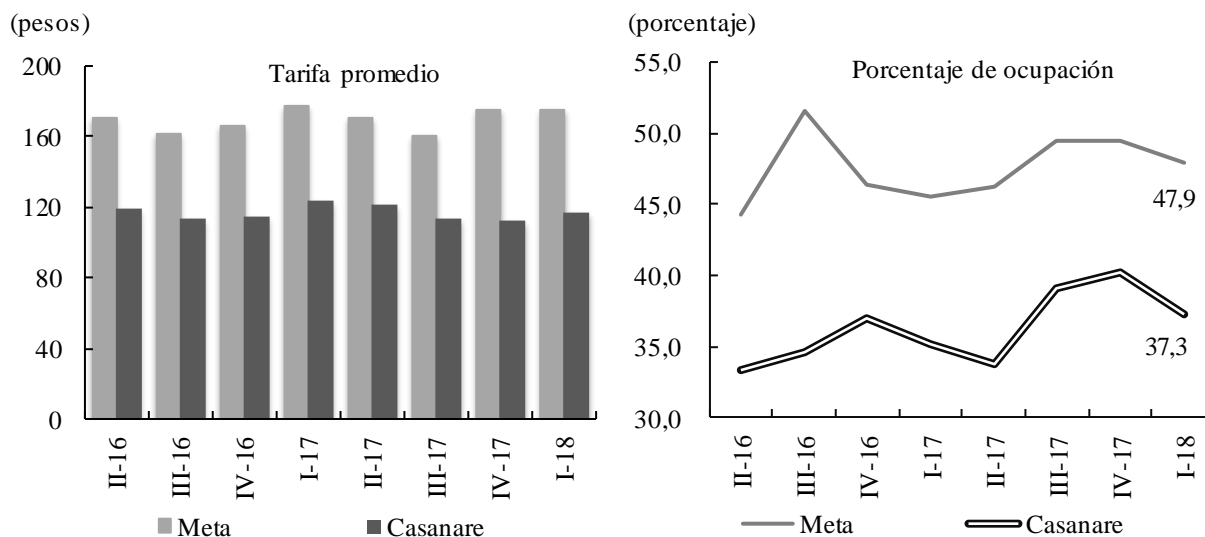 (pesos)
Tarifa promedio
200
160
120
80
40
0
II-16
III-16
IV-16
I-17
II-17
III-17
IV-17
I-18
Meta
Casanare
(porcentaje)
Porcentaje de ocupación
55,0
50,0
45,0
40,0
35,0
30,0
47,9
37,3
II-16
III-16
IV-16
I-17
II-17
III-17
IV-17
I-18
Meta
Casanare